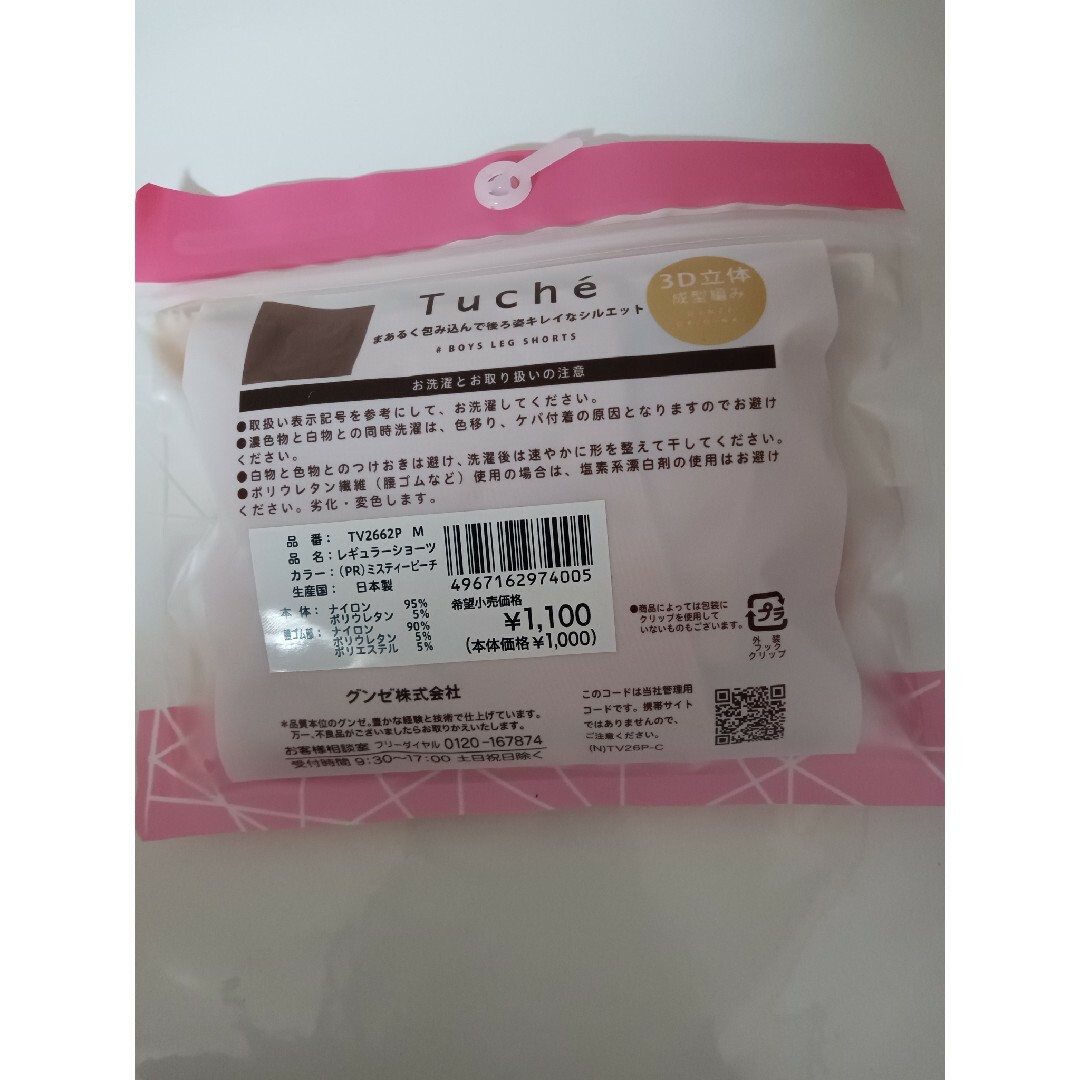 Tuché
まあるく包み込んで後ろ姿キレイなシルエット
# BOYS LEG SHORTS
3D立体
成型編み
お洗濯とお取り扱いの注意
●取扱い表示記号を参考にして、お洗濯してください。
●濃色物と白物との同時洗濯は、色移り、ケバ付着の原因となりますのでお避け
ください。
●白物と色物とのつけおきは避け、洗濯後は速やかに形を整えて干してください。
●ポリウレタン繊維（腰ゴムなど）使用の場合は、塩素系漂白剤の使用はお避け
ください。劣化・変色します。
品 番： TV2662P M
品 名：レギュラーショーツ
カラー：(PR)ミスティーピーチ
生産国： 日本製
本 体： ナイロン 95%
ポリウレタン 5%
腰ゴム部： ナイロン 90%
ポリウレタン 5%
ポリエステル 5%
4967162974005
希望小売価格
￥1,100
(本体価格￥1,000)
●商品によっては包装に
クリップを使用して
いないものもございます。
プラ
外 装
フック
クリップ
グンゼ株式会社
＊品質本位のグンゼ。豊かな経験と技術で仕上げています。
万一、不良品がございましたらお取りかえいたします。
お客様相談室 フリーダイヤル 0120-167874
受付時間 9:30〜17:00 土日祝日除く
このコードは当社管理用
コードです。携帯サイト
ではありませんので、
ご注意ください。
(N)TV26P-C